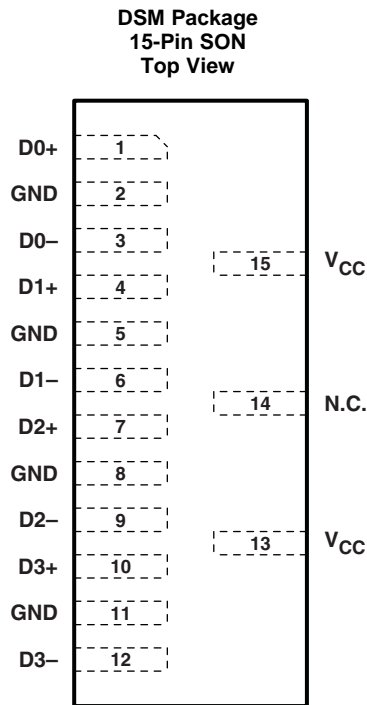 DSM Package
15-Pin SON
Top View
D0+ 1
GND 2
D0– 3
15 VCC
D1+ 4
GND 5
D1– 6
14 N.C.
D2+ 7
GND 8
D2– 9
13 VCC
D3+ 10
GND 11
D3– 12